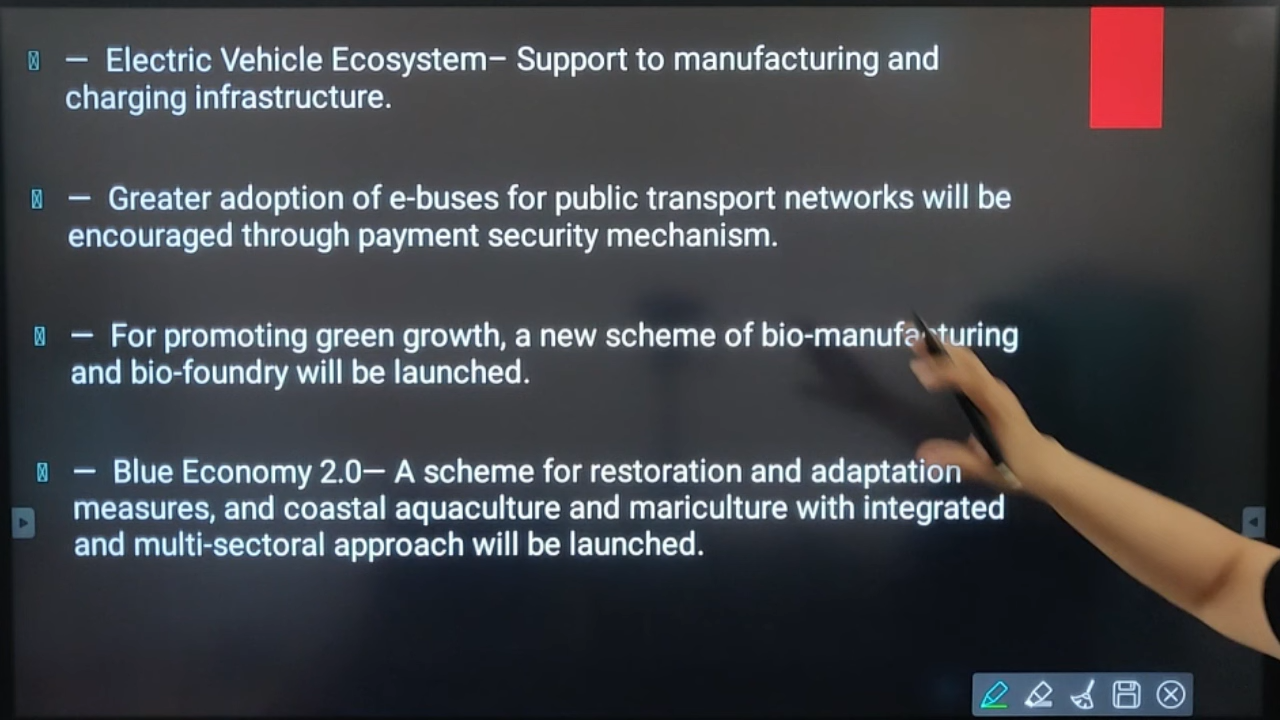 — Electric Vehicle Ecosystem– Support to manufacturing and
charging infrastructure.
— Greater adoption of e-buses for public transport networks will be
encouraged through payment security mechanism.
— For promoting green growth, a new scheme of bio-manufacturing
and bio-foundry will be launched.
— Blue Economy 2.0— A scheme for restoration and adaptation
measures, and coastal aquaculture and mariculture with integrated
and multi-sectoral approach will be launched.